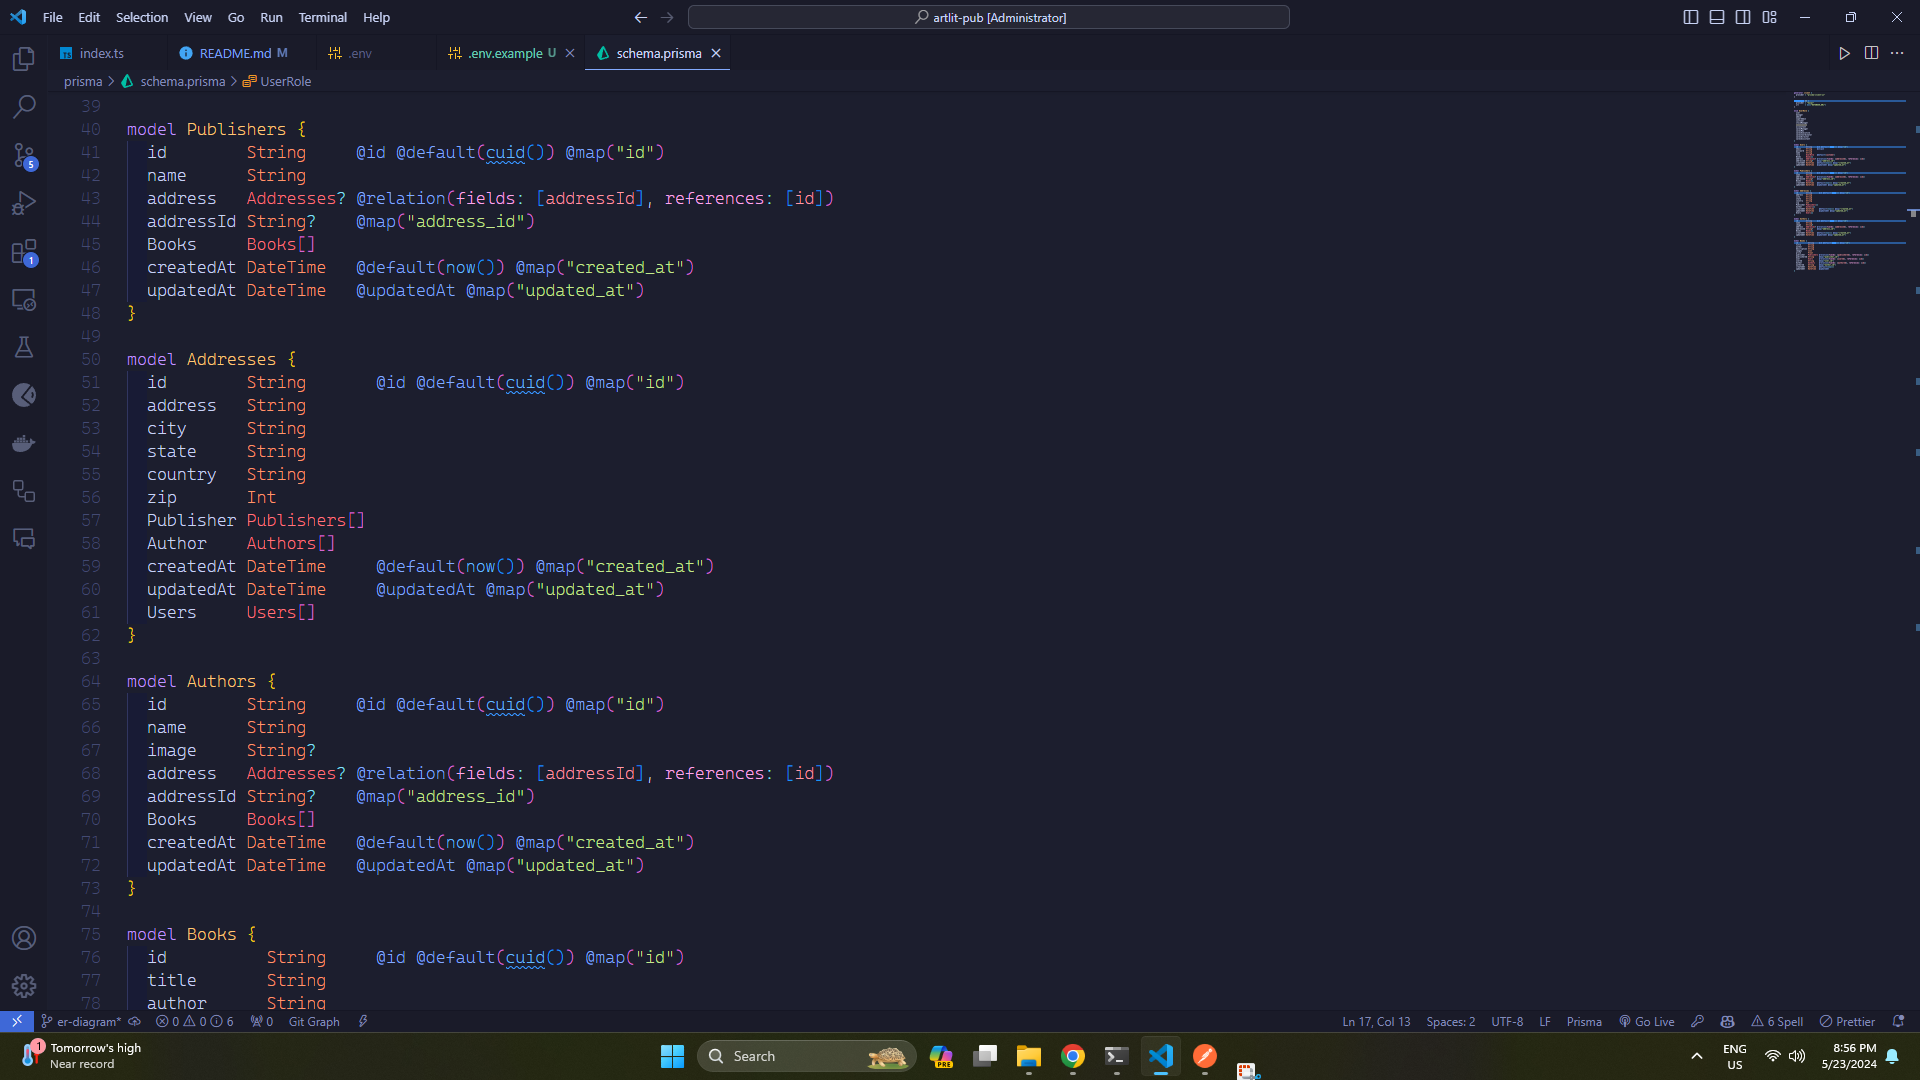 File Edit Selection View Go Run Terminal Help
artlit-pub [Administrator]
index.ts
README.md M
.env
.env.example U
schema.prisma
prisma > schema.prisma > UserRole
39
40 model Publishers {
41 id String @id @default(cuid()) @map("id")
42 name String
43 address Addresses? @relation(fields: [addressId], references: [id])
44 addressId String? @map("address_id")
45 Books Books[]
46 createdAt DateTime @default(now()) @map("created_at")
47 updatedAt DateTime @updatedAt @map("updated_at")
48 }
49
50 model Addresses {
51 id String @id @default(cuid()) @map("id")
52 address String
53 city String
54 state String
55 country String
56 zip Int
57 Publisher Publishers[]
58 Author Authors[]
59 createdAt DateTime @default(now()) @map("created_at")
60 updatedAt DateTime @updatedAt @map("updated_at")
61 Users Users[]
62 }
63
64 model Authors {
65 id String @id @default(cuid()) @map("id")
66 name String
67 image String?
68 address Addresses? @relation(fields: [addressId], references: [id])
69 addressId String? @map("address_id")
70 Books Books[]
71 createdAt DateTime @default(now()) @map("created_at")
72 updatedAt DateTime @updatedAt @map("updated_at")
73 }
74
75 model Books {
76 id String @id @default(cuid()) @map("id")
77 title String
78 author String
5
1
er-diagram* 0 0 6 0 Git Graph
Ln 17, Col 13 Spaces: 2 UTF-8 LF Prisma Go Live 6 Spell Prettier
1
Tomorrow's high
Near record
Search
PRE
ENG
US
8:56 PM
5/23/2024